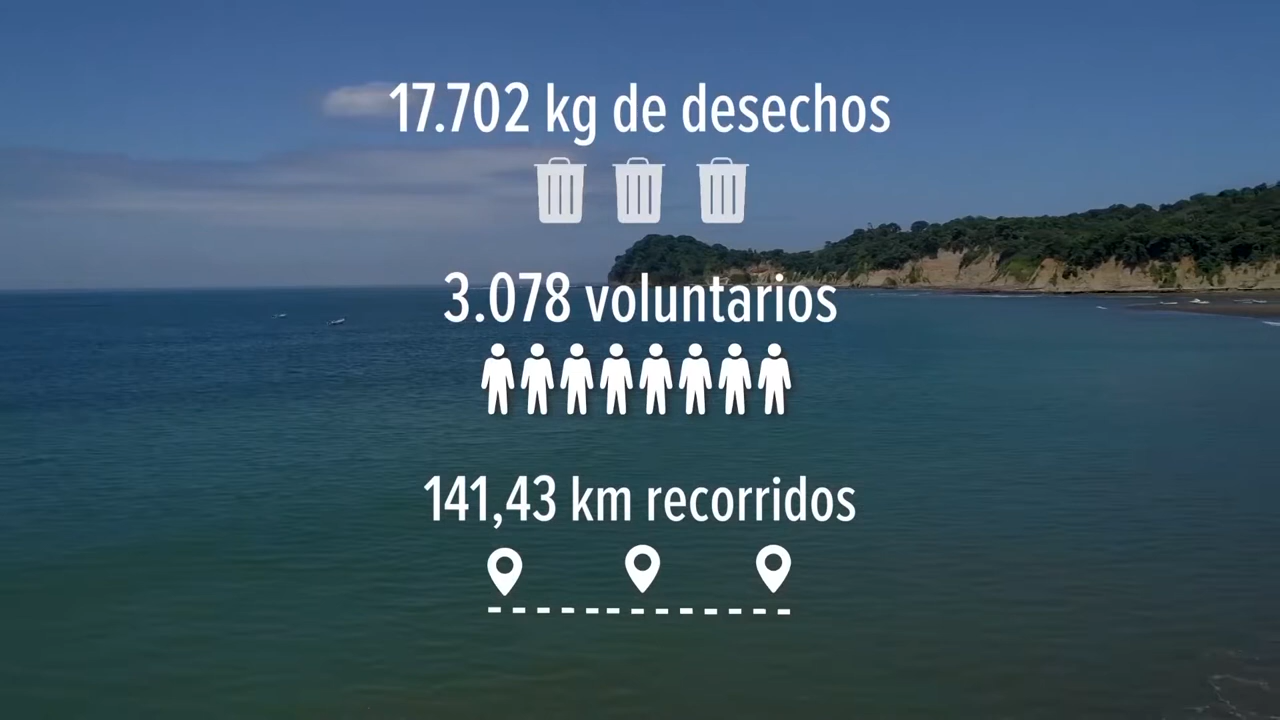 17.702 kg de desechos
3.078 voluntarios
141,43 km recorridos